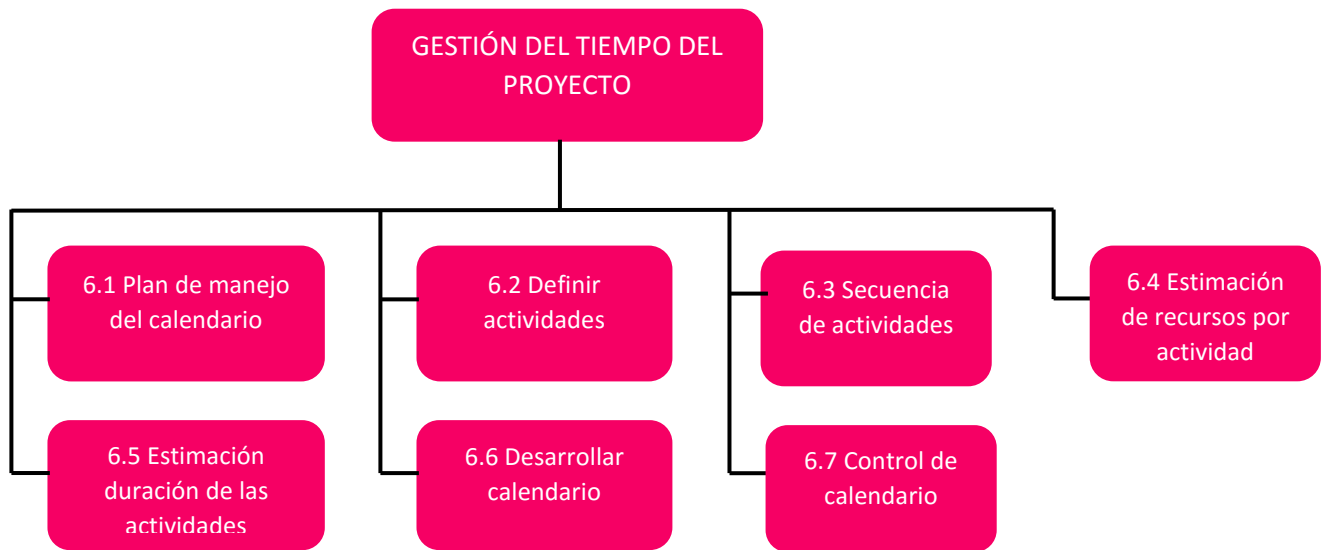 GESTIÓN DEL TIEMPO DEL
PROYECTO
6.1 Plan de manejo
del calendario
6.2 Definir
actividades
6.3 Secuencia
de actividades
6.4 Estimación
de recursos por
actividad
6.5 Estimación
duración de las
actividades
6.6 Desarrollar
calendario
6.7 Control de
calendario